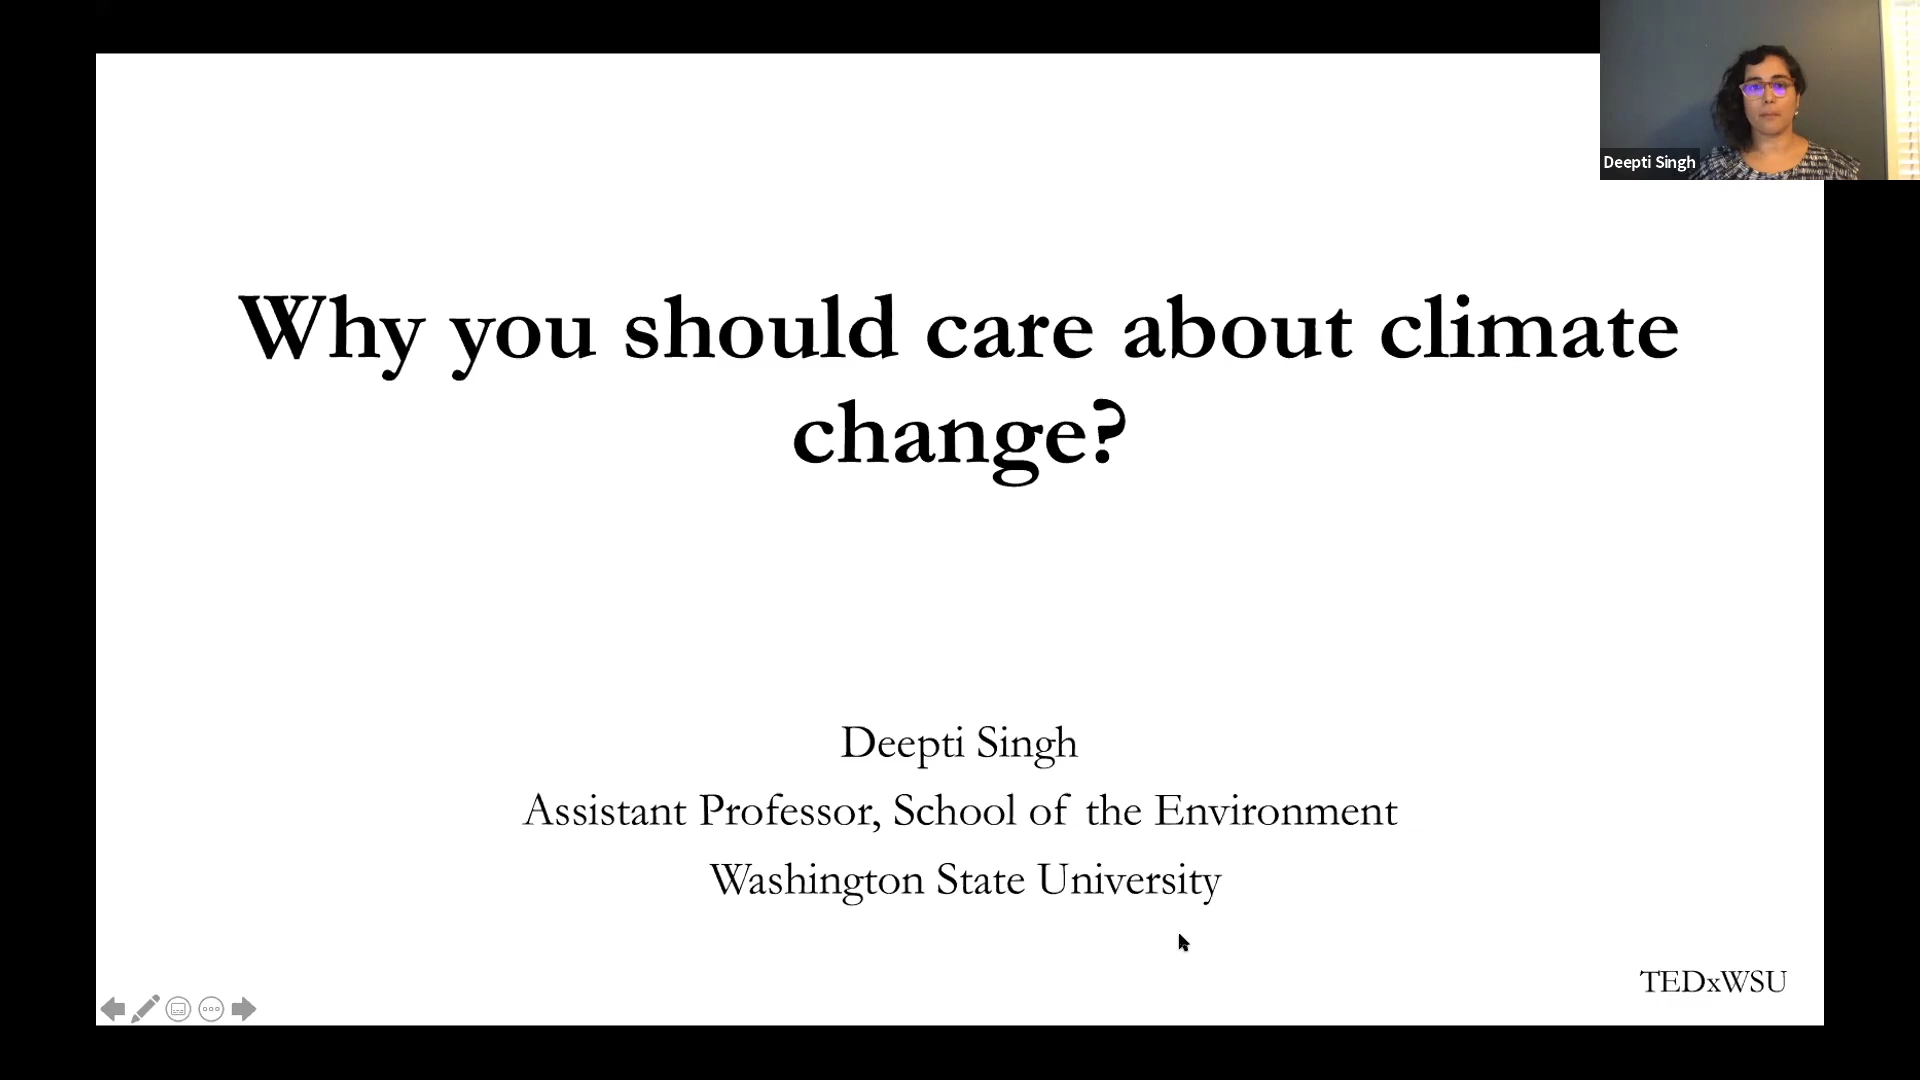 Deepti Singh
Why you should care about climate
change?
Deepti Singh
Assistant Professor, School of the Environment
Washington State University
TEDxWSU